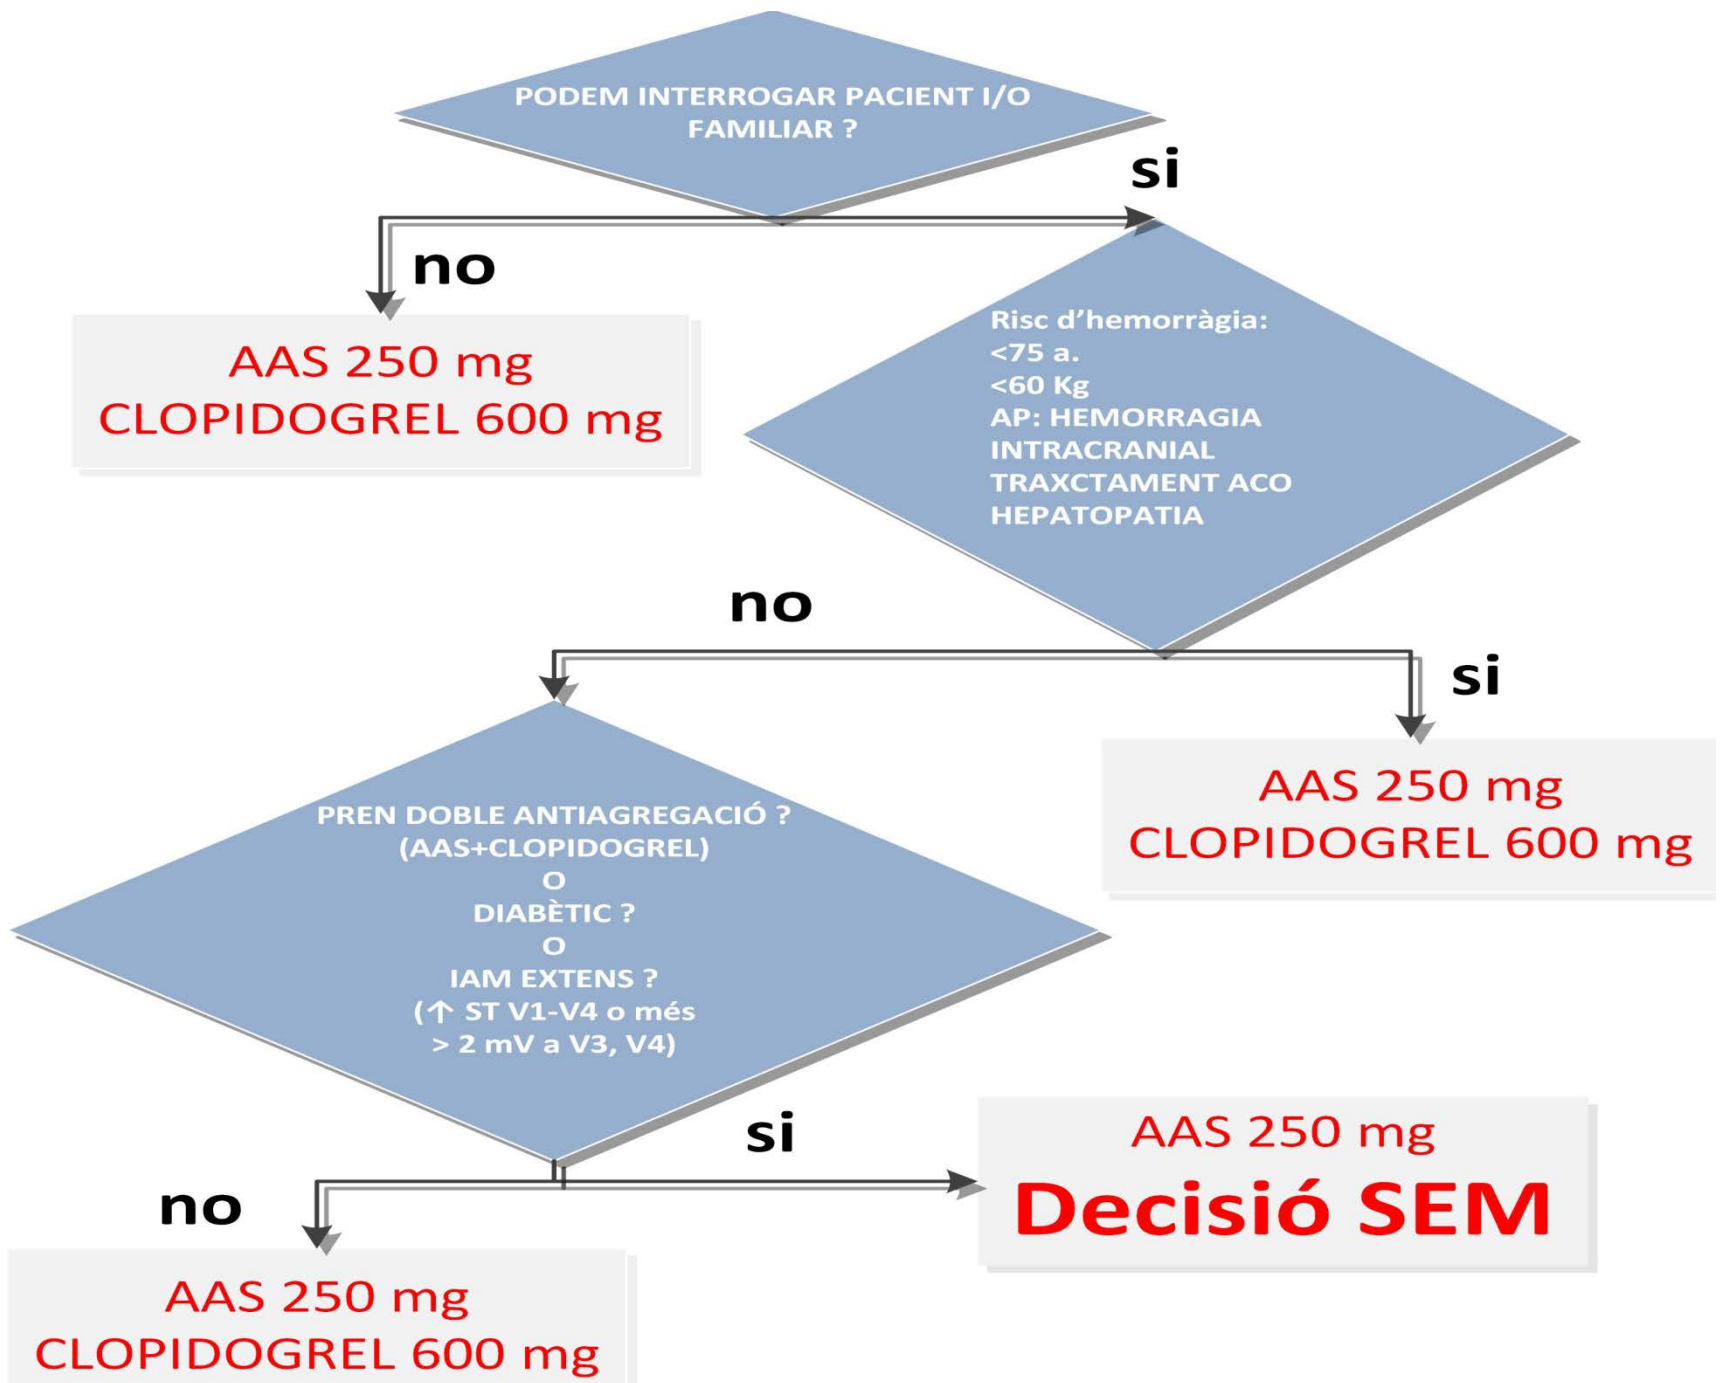 PODEM INTERROGAR PACIENT I/O
FAMILIAR ?
si
no
AAS 250 mg
CLOPIDOGREL 600 mg
Risc d’hemorràgia:
<75 a.
<60 Kg
AP: HEMORRAGIA
INTRACRANIAL
TRAXCTAMENT ACO
HEPATOPATIA
no
si
AAS 250 mg
CLOPIDOGREL 600 mg
PREN DOBLE ANTIAGREGACIÓ ?
(AAS+CLOPIDOGREL)
O
DIABÈTIC ?
O
IAM EXTENS ?
(↑ ST V1-V4 o més
> 2 mV a V3, V4)
si
no
AAS 250 mg
Decisió SEM
AAS 250 mg
CLOPIDOGREL 600 mg